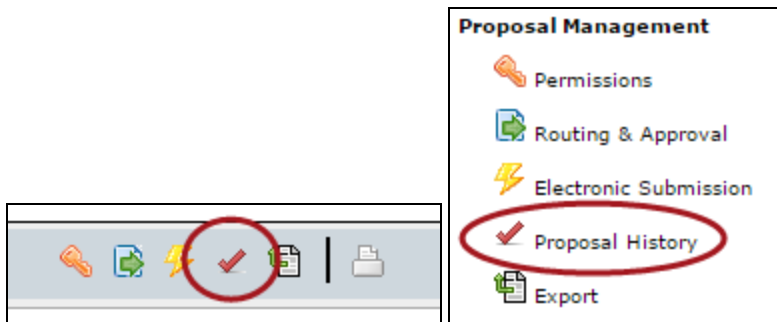 Proposal Management
Permissions
Routing & Approval
Electronic Submission
Proposal History
Export